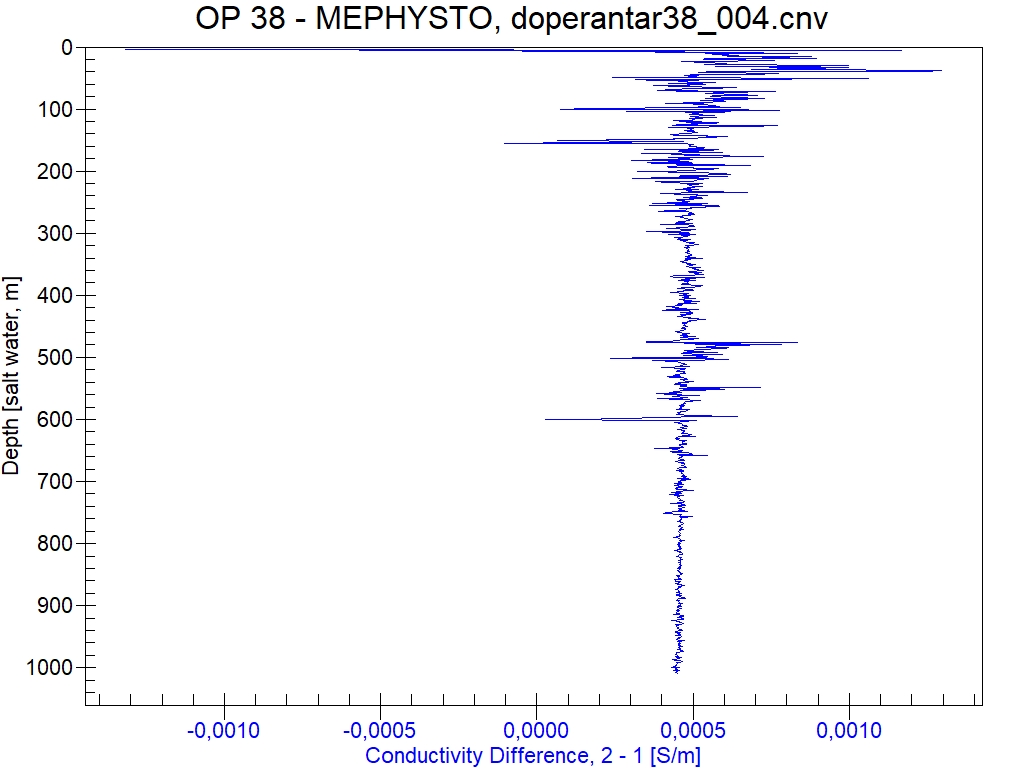 OP 38 - MEPHYSTO, doperantar38_004.cnv
0
100
200
300
400
500
600
700
800
900
1000
Depth [salt water, m]
-0,0010 -0,0005 0,0000 0,0005 0,0010
Conductivity Difference, 2 - 1 [S/m]